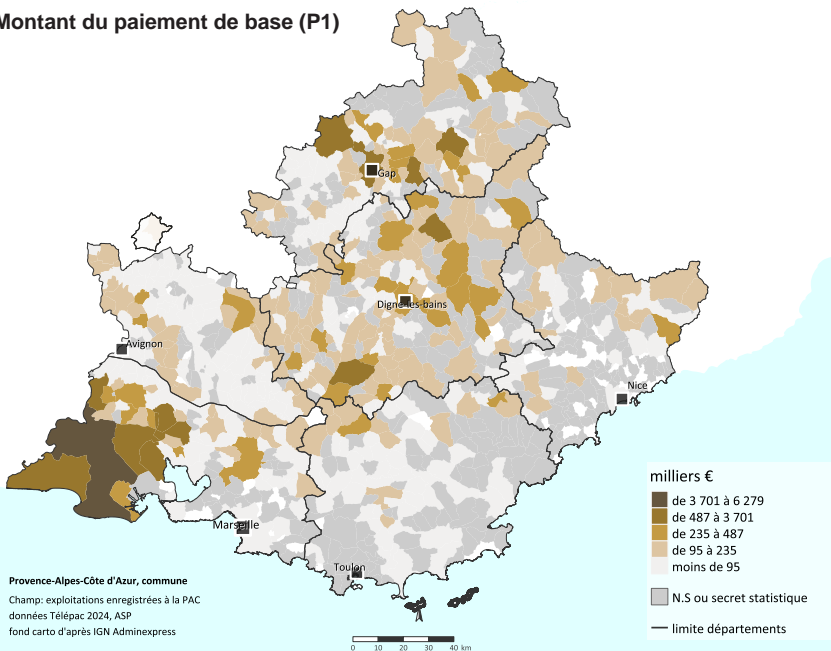 Montant du paiement de base (P1)
Gap
Digne-les-bains
Avignon
Nice
Marseille
Toulon
milliers €
de 3 701 à 6 279
de 487 à 3 701
de 235 à 487
de 95 à 235
moins de 95
N.S ou secret statistique
limite départements
Provence-Alpes-Côte d'Azur, commune
Champ: exploitations enregistrées à la PAC
données Télépac 2024, ASP
fond carto d'après IGN Adminexpress
0 10 20 30 40 km